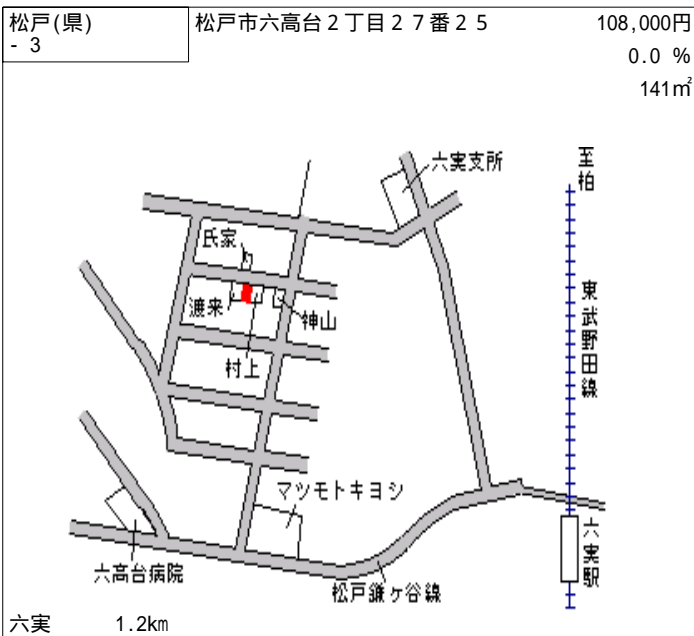 松戸(県)
- 3
松戸市六高台２丁目２７番２５
108,000円
0.0 %
141㎡
六実支所
至柏
氏家
東武野田線
渡来
神山
村上
マツモトキヨシ
六高台病院
松戸鎌ヶ谷線
六実駅
六実 1.2km